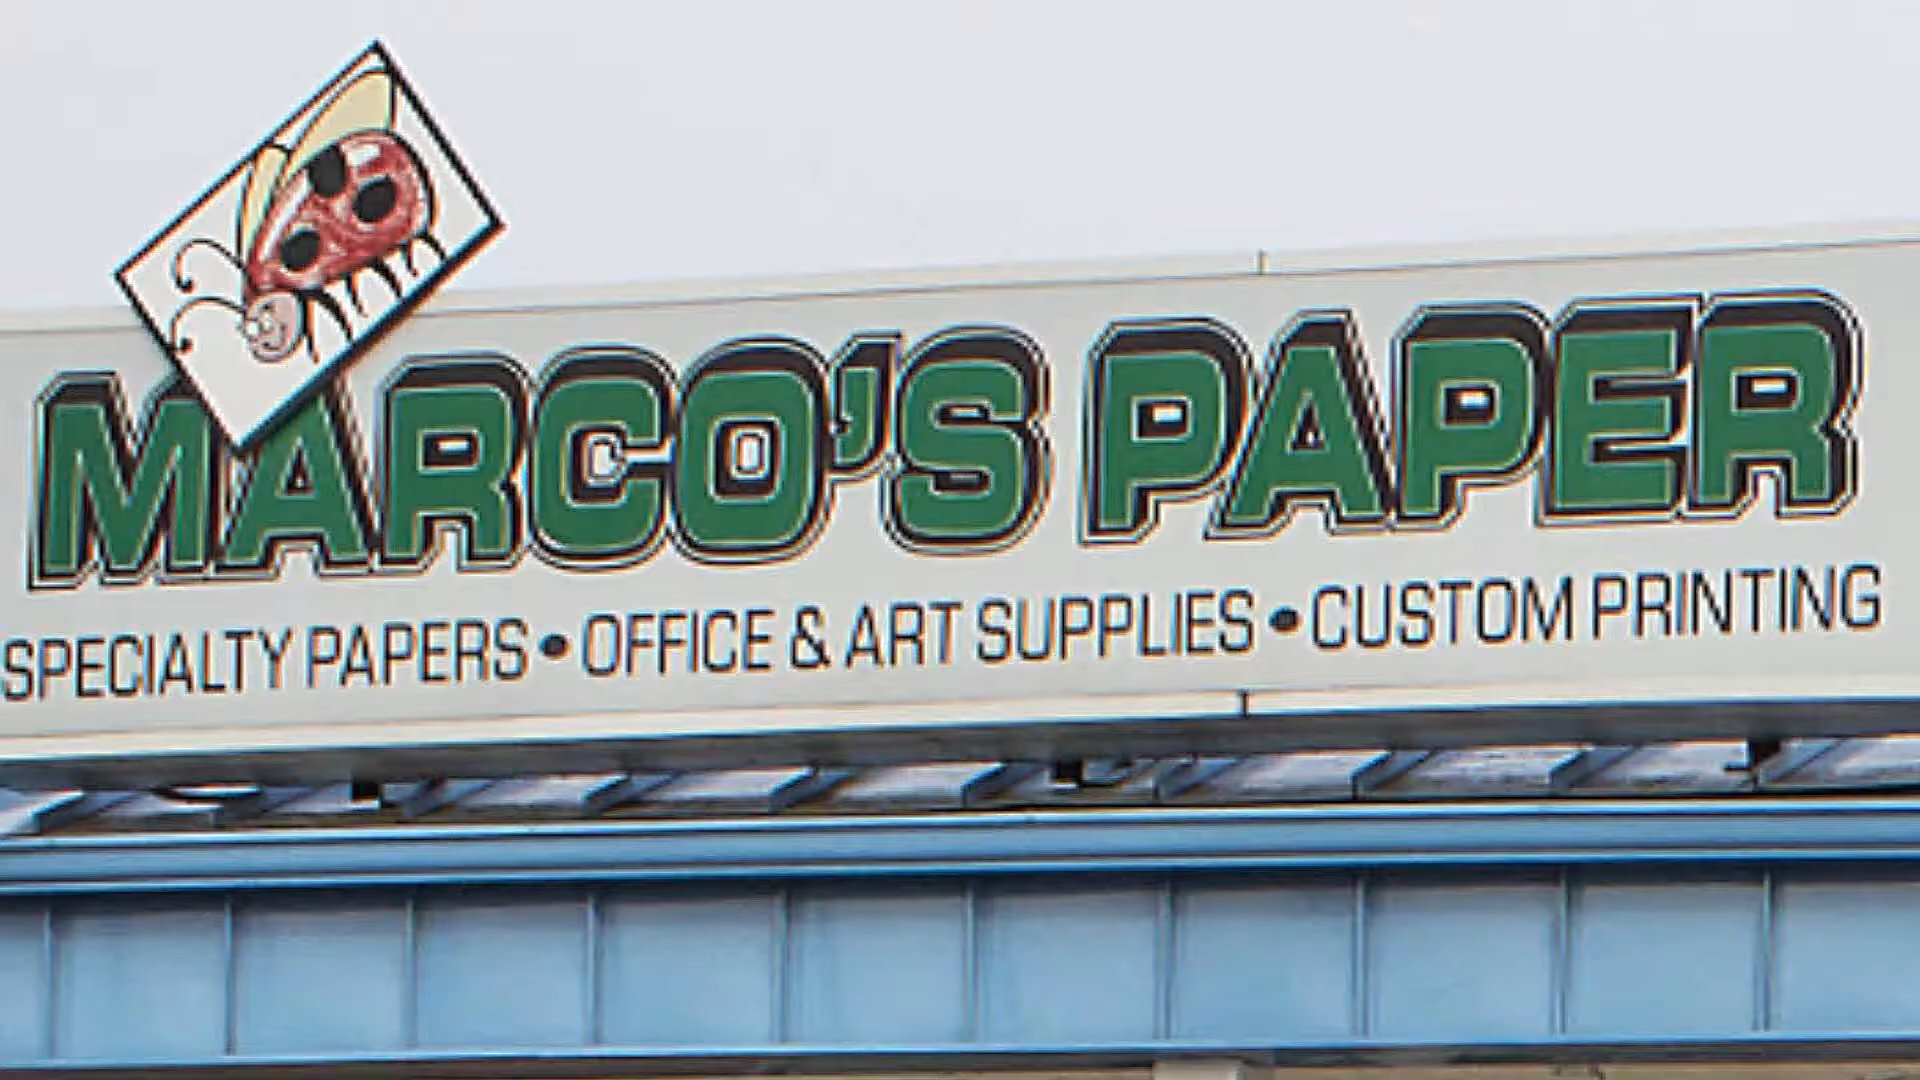 MARCO'S PAPER
SPECIALTY PAPERS • OFFICE & ART SUPPLIES • CUSTOM PRINTING